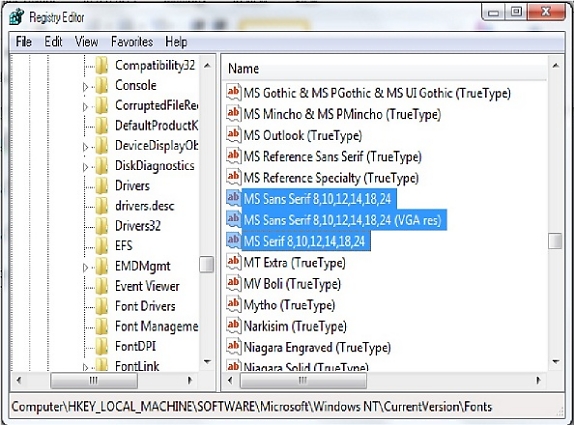 Registry Editor
File Edit View Favorites Help
Compatibility32
Console
CorruptedFileRec
DefaultProductK
DeviceDisplayOb
DiskDiagnostics
Drivers
drivers.desc
Drivers32
EFS
EMDMgmt
Event Viewer
Font Drivers
Font Manageme
FontDPI
FontLink
Name
MS Gothic & MS PGothic & MS UI Gothic (TrueType)
MS Mincho & MS PMincho (TrueType)
MS Outlook (TrueType)
MS Reference Sans Serif (TrueType)
MS Reference Specialty (TrueType)
MS Sans Serif 8,10,12,14,18,24
MS Sans Serif 8,10,12,14,18,24 (VGA res)
MS Serif 8,10,12,14,18,24
MT Extra (TrueType)
MV Boli (TrueType)
Mytho (TrueType)
Narkisim (TrueType)
Niagara Engraved (TrueType)
Niagara Solid (TrueType)
Computer\HKEY_LOCAL_MACHINE\SOFTWARE\Microsoft\Windows NT\CurrentVersion\Fonts